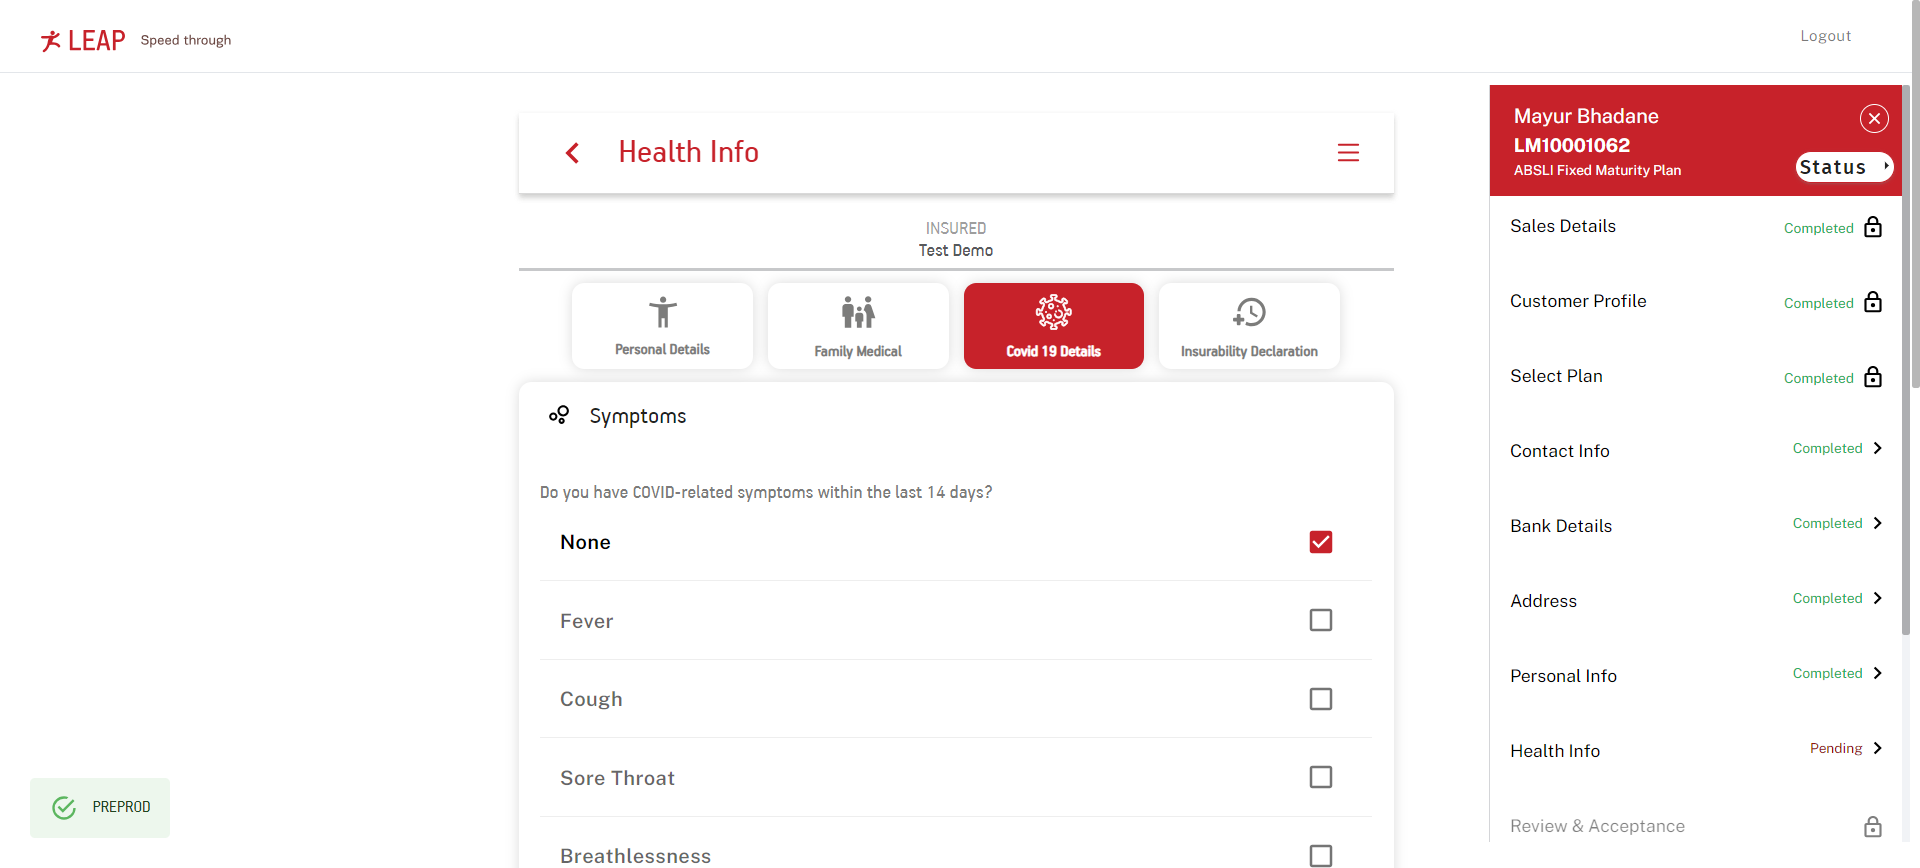 LEAP Speed through
Logout
Health Info
INSURED
Test Demo
Personal Details
Family Medical
Covid 19 Details
Insurability Declaration
Symptoms
Do you have COVID-related symptoms within the last 14 days?
None
Fever
Cough
Sore Throat
Breathlessness
PREPROD
Mayur Bhadane
LM10001062
ABSLI Fixed Maturity Plan
Status
Sales Details Completed
Customer Profile Completed
Select Plan Completed
Contact Info Completed
Bank Details Completed
Address Completed
Personal Info Completed
Health Info Pending
Review & Acceptance